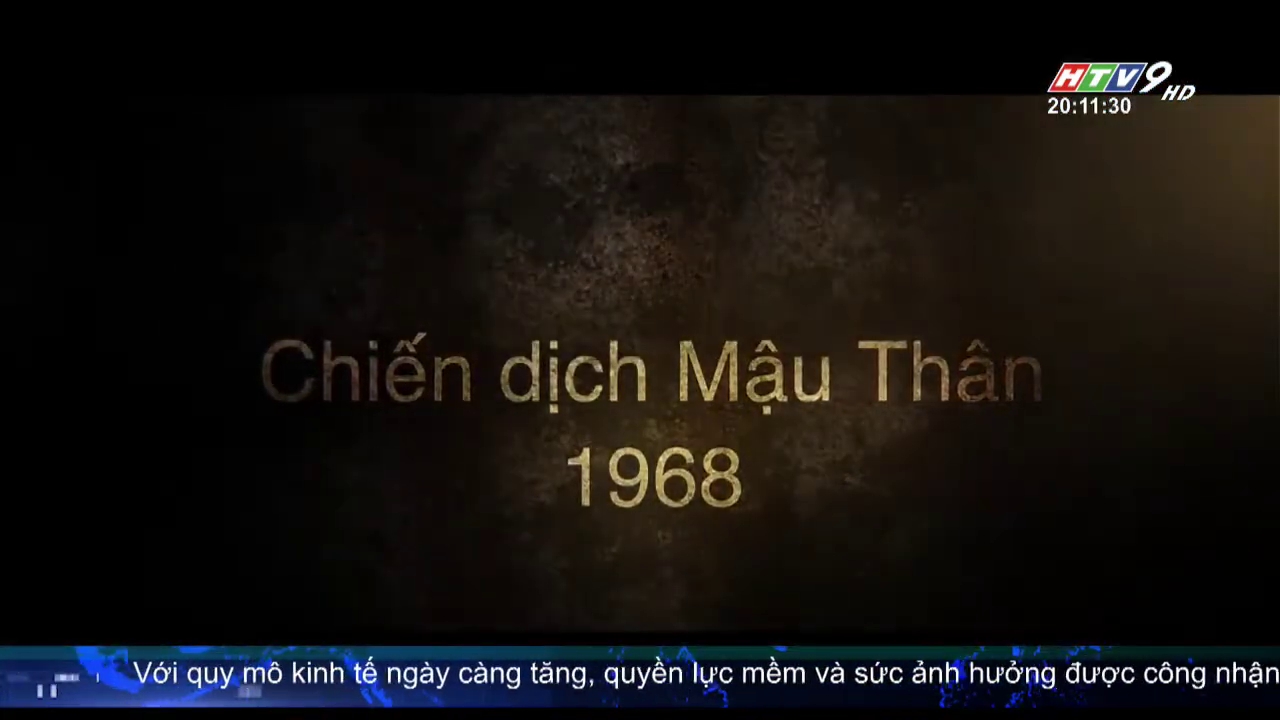 HTV9 HD
20:11:30
Chiến dịch Mậu Thân
1968
Với quy mô kinh tế ngày càng tăng, quyền lực mềm và sức ảnh hưởng được công nhận